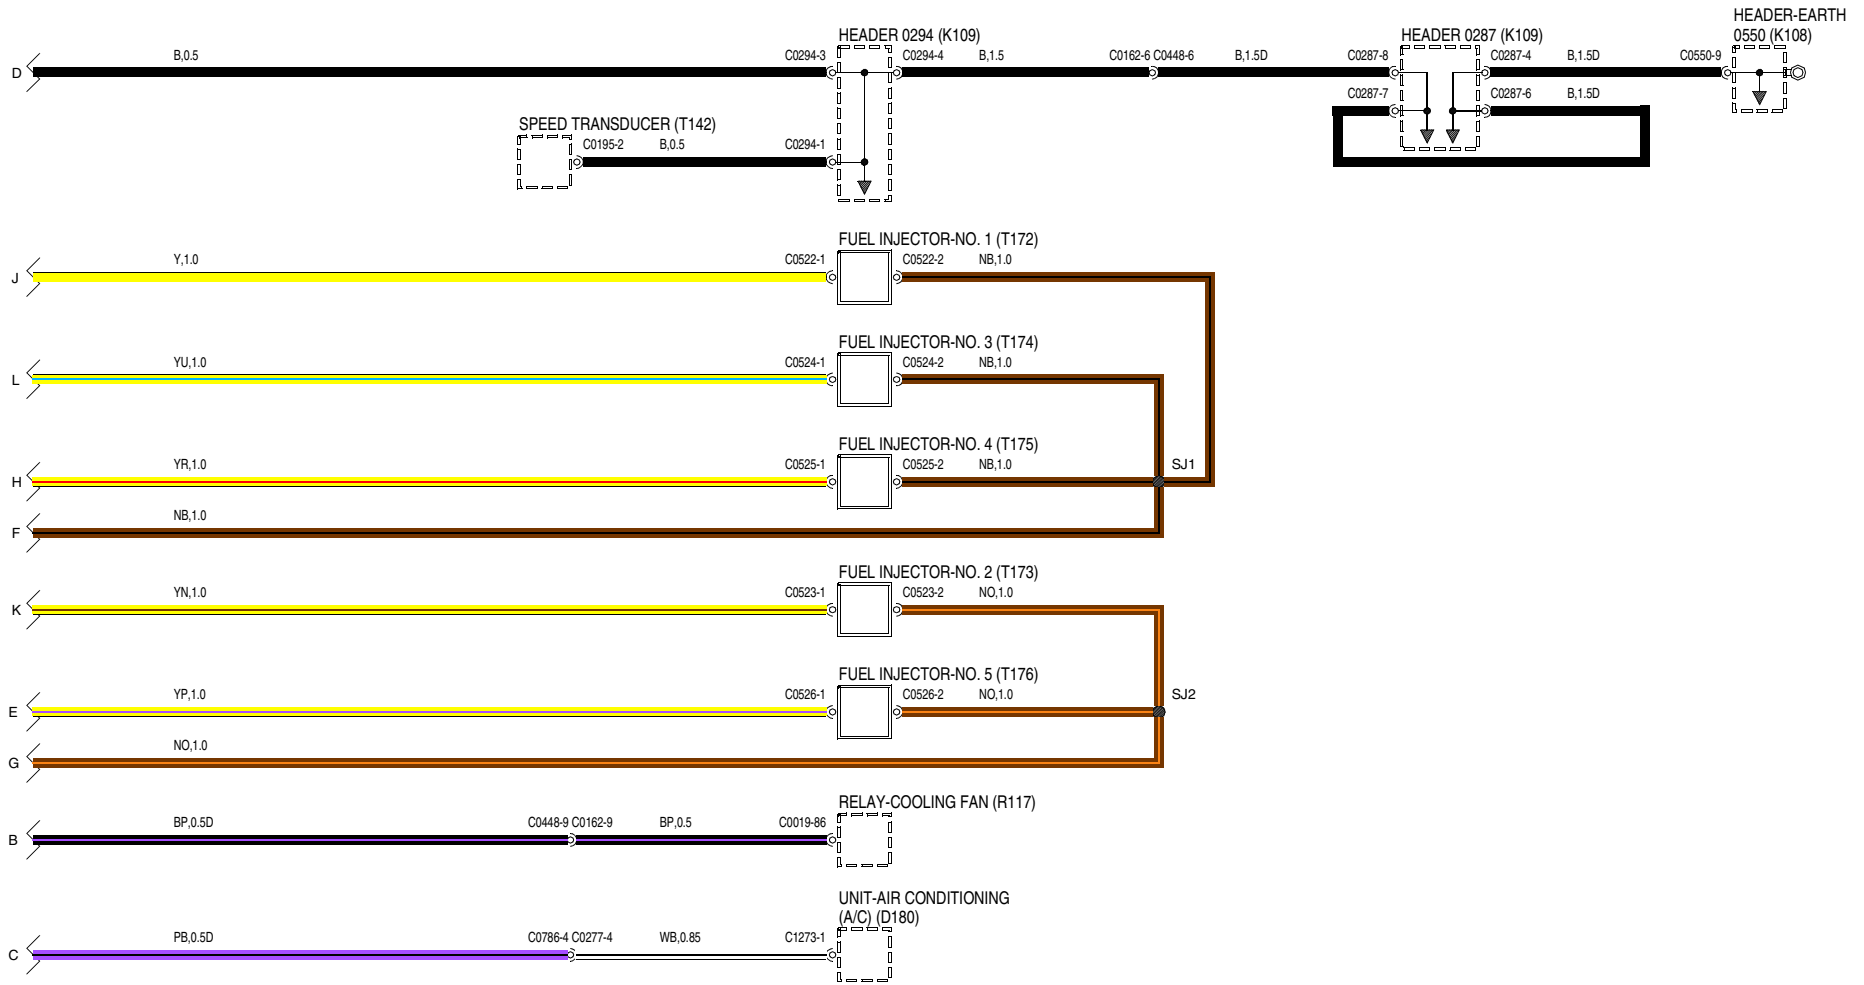 HEADER-EARTH
0550 (K108)
HEADER 0294 (K109)
HEADER 0287 (K109)
D
B,0.5
C0294-3
C0294-4
B,1.5
C0162-6 C0448-6
B,1.5D
C0287-8
C0287-4
B,1.5D
C0550-9
C0287-7
C0287-6
B,1.5D
SPEED TRANSDUCER (T142)
C0195-2
B,0.5
C0294-1
FUEL INJECTOR-NO. 1 (T172)
J
Y,1.0
C0522-1
C0522-2
NB,1.0
FUEL INJECTOR-NO. 3 (T174)
L
YU,1.0
C0524-1
C0524-2
NB,1.0
FUEL INJECTOR-NO. 4 (T175)
H
YR,1.0
C0525-1
C0525-2
NB,1.0
SJ1
F
NB,1.0
FUEL INJECTOR-NO. 2 (T173)
K
YN,1.0
C0523-1
C0523-2
NO,1.0
FUEL INJECTOR-NO. 5 (T176)
E
YP,1.0
C0526-1
C0526-2
NO,1.0
SJ2
G
NO,1.0
RELAY-COOLING FAN (R117)
B
BP,0.5D
C0448-9 C0162-9
BP,0.5
C0019-86
UNIT-AIR CONDITIONING
(A/C) (D180)
C
PB,0.5D
C0786-4 C0277-4
WB,0.85
C1273-1